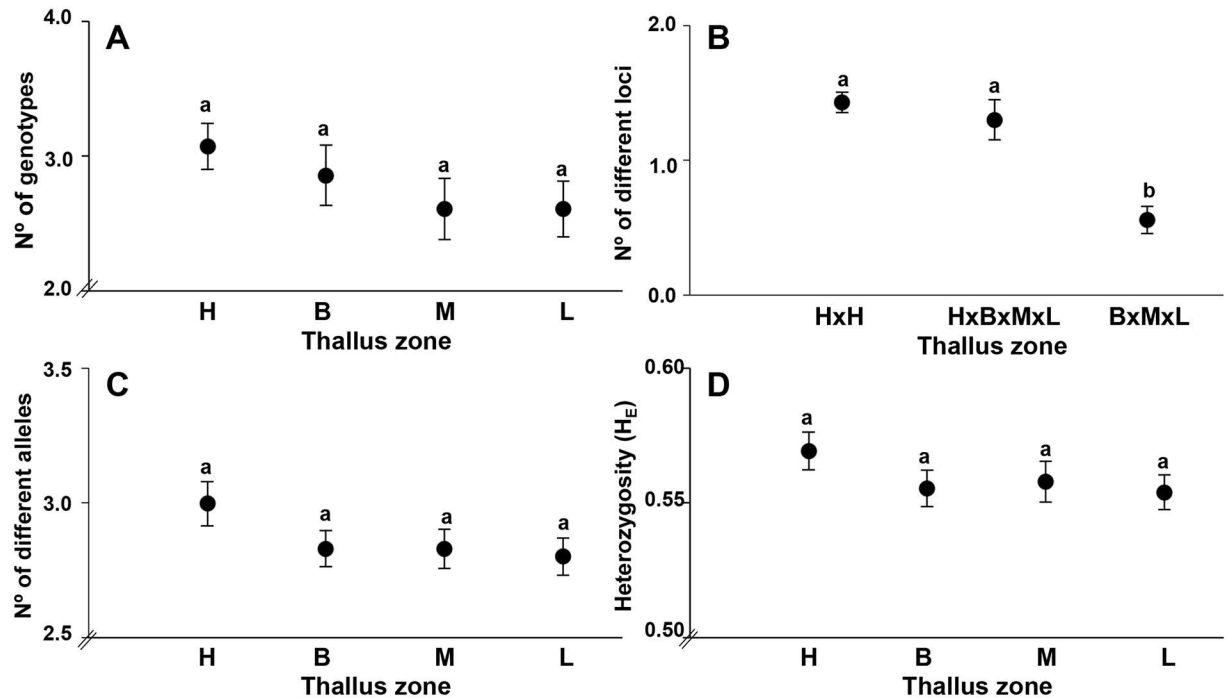 A
Nº of genotypes
4.0
3.0
2.0
a
a
a
a
H
B
M
L
Thallus zone
B
Nº of different loci
2.0
1.0
0.0
a
a
b
HxH
HxBxMxL
BxMxL
Thallus zone
C
Nº of different alleles
3.5
3.0
2.5
a
a
a
a
H
B
M
L
Thallus zone
D
Heterozygosity (HE)
0.60
0.55
0.50
a
a
a
a
H
B
M
L
Thallus zone